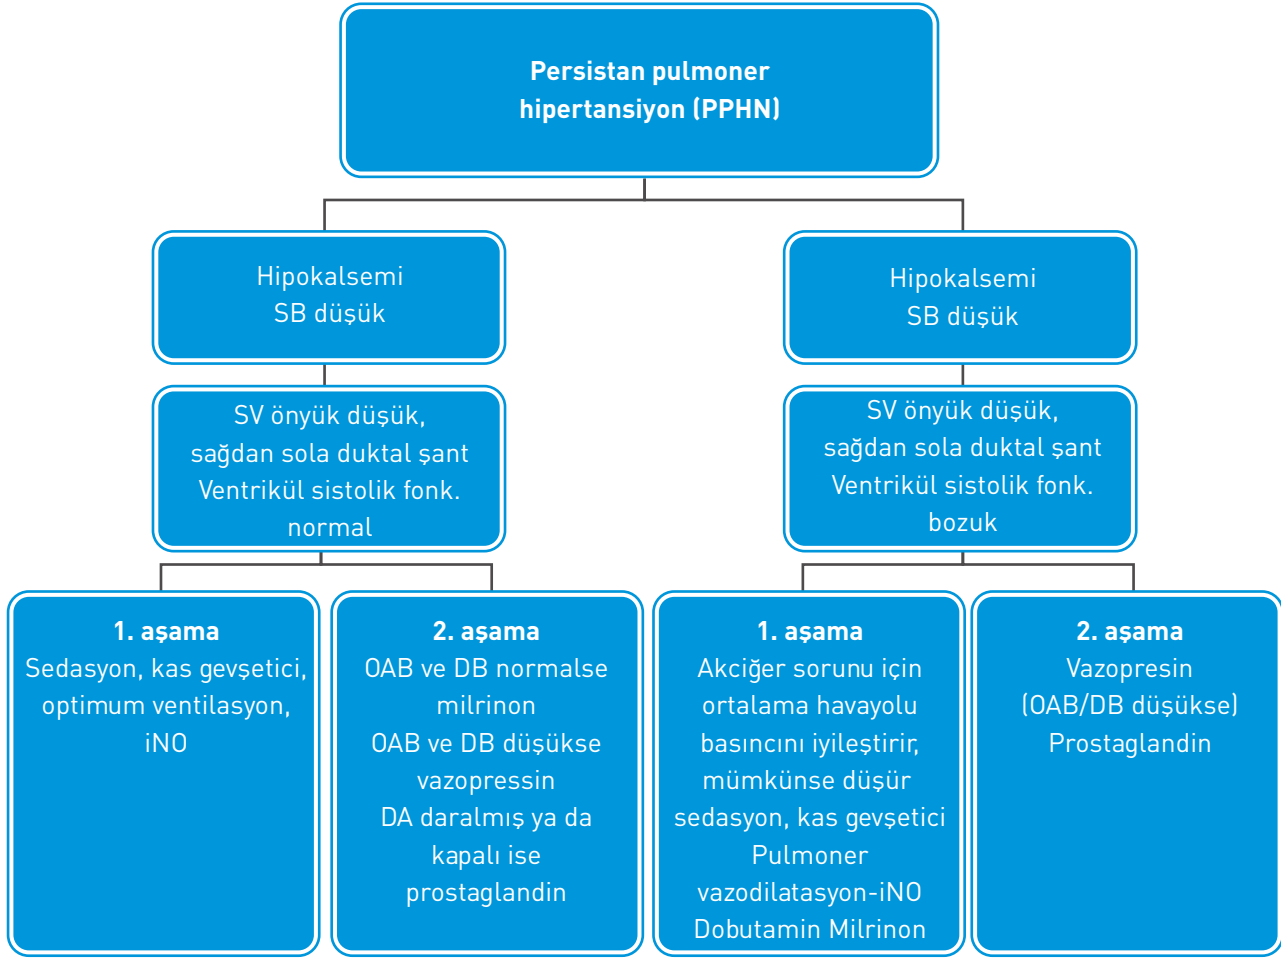 Persistan pulmoner
hipertansiyon (PPHN)
Hipokalsemi
SB düşük
Hipokalsemi
SB düşük
SV önyük düşük,
sağdan sola duktal şant
Ventrikül sistolik fonk.
normal
SV önyük düşük,
sağdan sola duktal şant
Ventrikül sistolik fonk.
bozuk
1. aşama
Sedasyon, kas gevşetici,
optimum ventilasyon,
iNO
2. aşama
OAB ve DB normalse
milrinon
OAB ve DB düşükse
vazopressin
DA daralmış ya da
kapalı ise
prostaglandin
1. aşama
Akciğer sorunu için
ortalama havayolu
basıncını iyileştirir,
mümkünse düşür
sedasyon, kas gevşetici
Pulmoner
vazodilatasyon-iNO
Dobutamin Milrinon
2. aşama
Vazopresin
(OAB/DB düşükse)
Prostaglandin